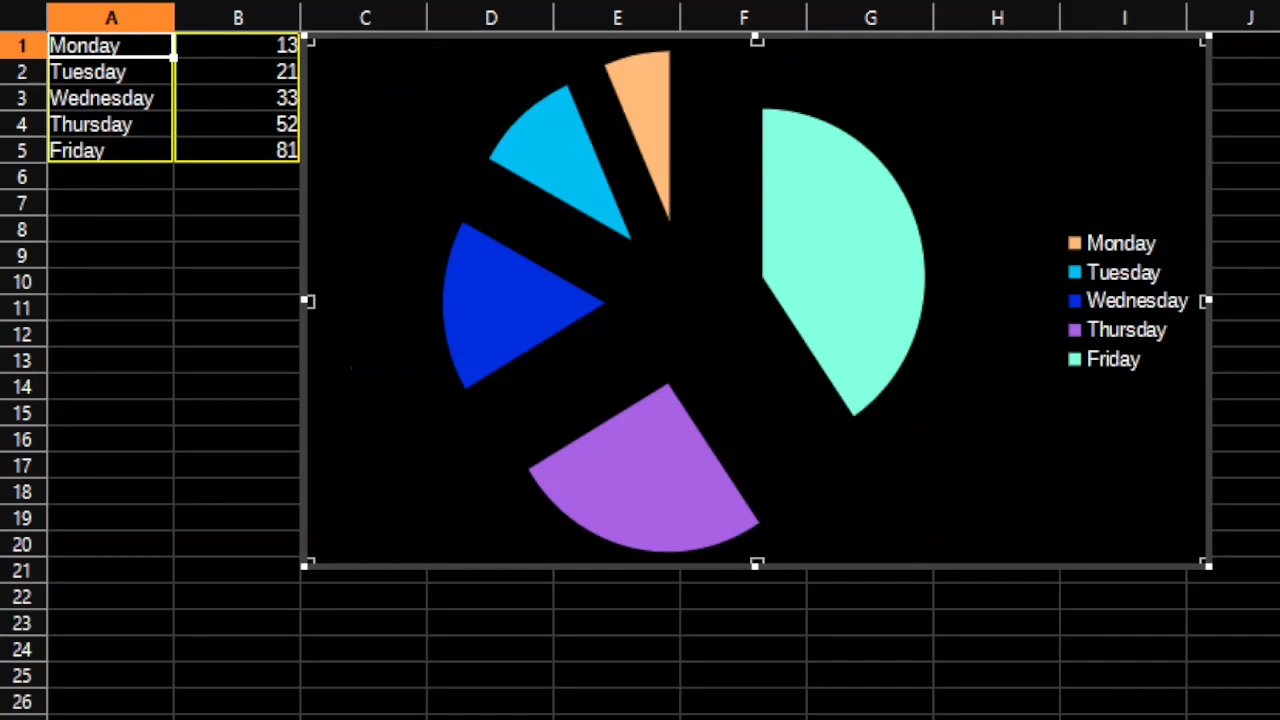 A B C D E F G H I J
1 Monday 13
2 Tuesday 21
3 Wednesday 33
4 Thursday 52
5 Friday 81
6
7
8
9
10
11
12
13
14
15
16
17
18
19
20
21
22
23
24
25
26
Monday
Tuesday
Wednesday
Thursday
Friday